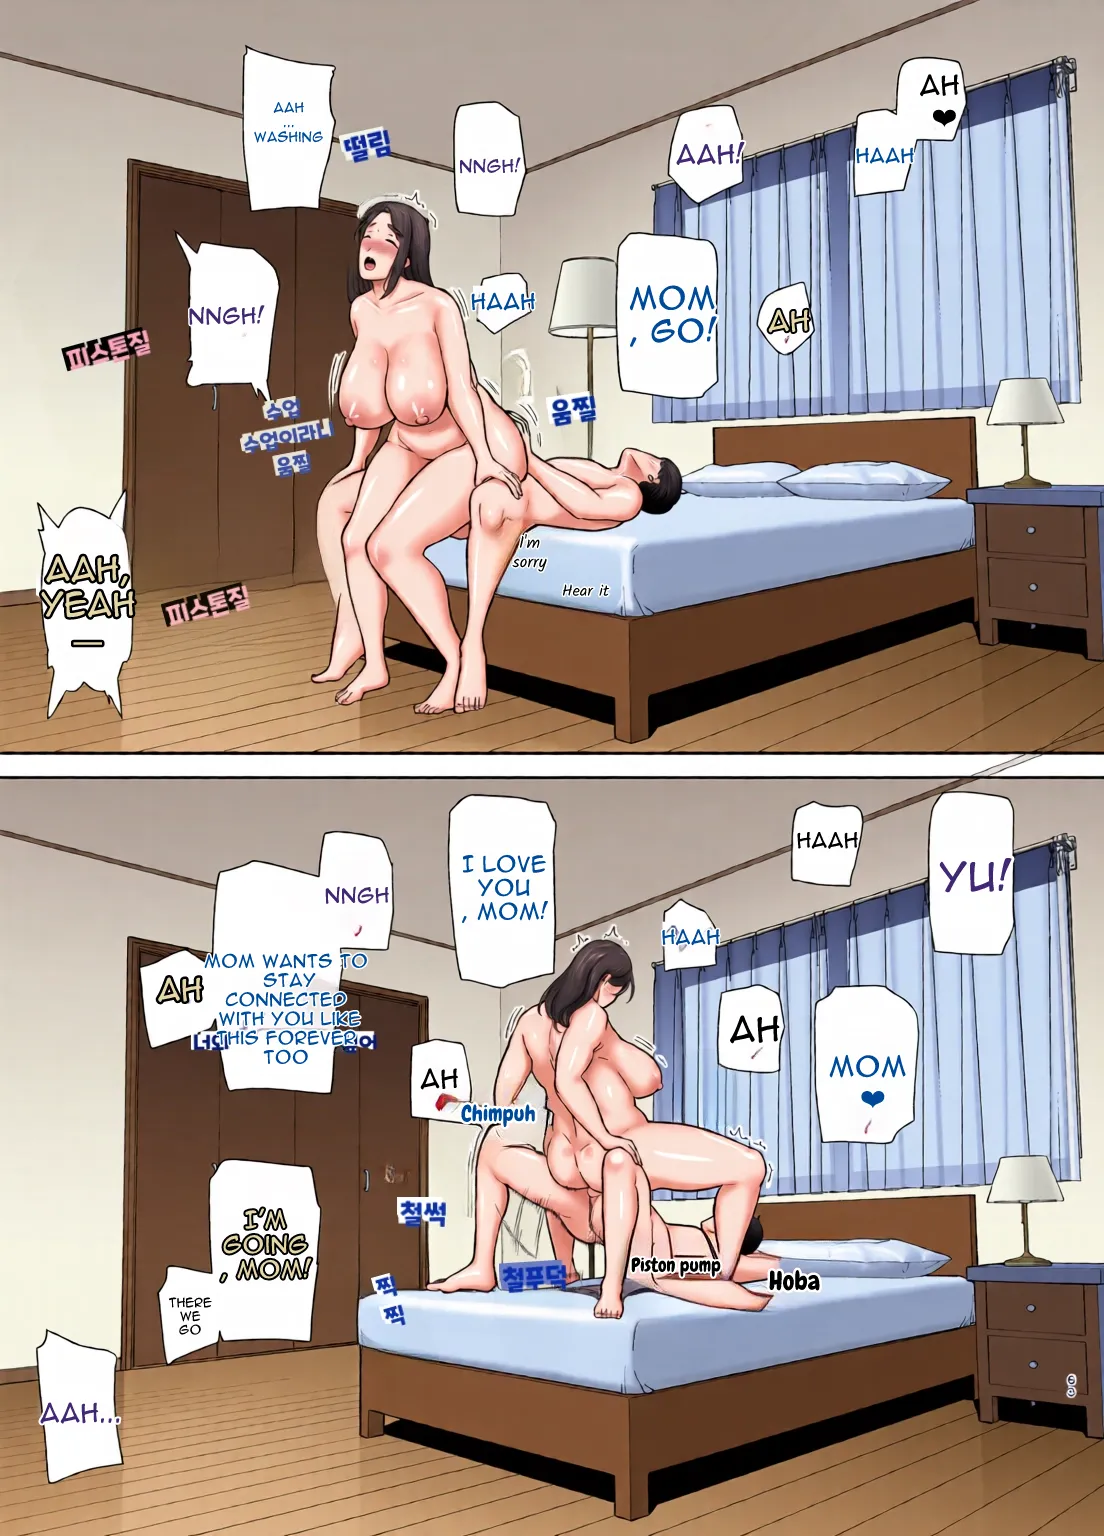 AAH
...
WASHING
떨림
NNGH!
AAH!
AH
HAAH
NNGH!
HAAH
MOM
, GO!
AH
피스톤질
수업
수업이라니
움찔
움찔
I'm
sorry
Hear it
AAH,
YEAH
—
피스톤질
I LOVE
YOU
, MOM!
HAAH
YU!
NNGH
HAAH
MOM WANTS TO
STAY
CONNECTED
WITH YOU LIKE
THIS FOREVER
TOO
AH
AH
MOM
AH
Chimpuh
철썩
I'M
GOING
, MOM!
THERE
WE
GO
찍
찍
철푸덕
Piston pump
Hoba
AAH...
63